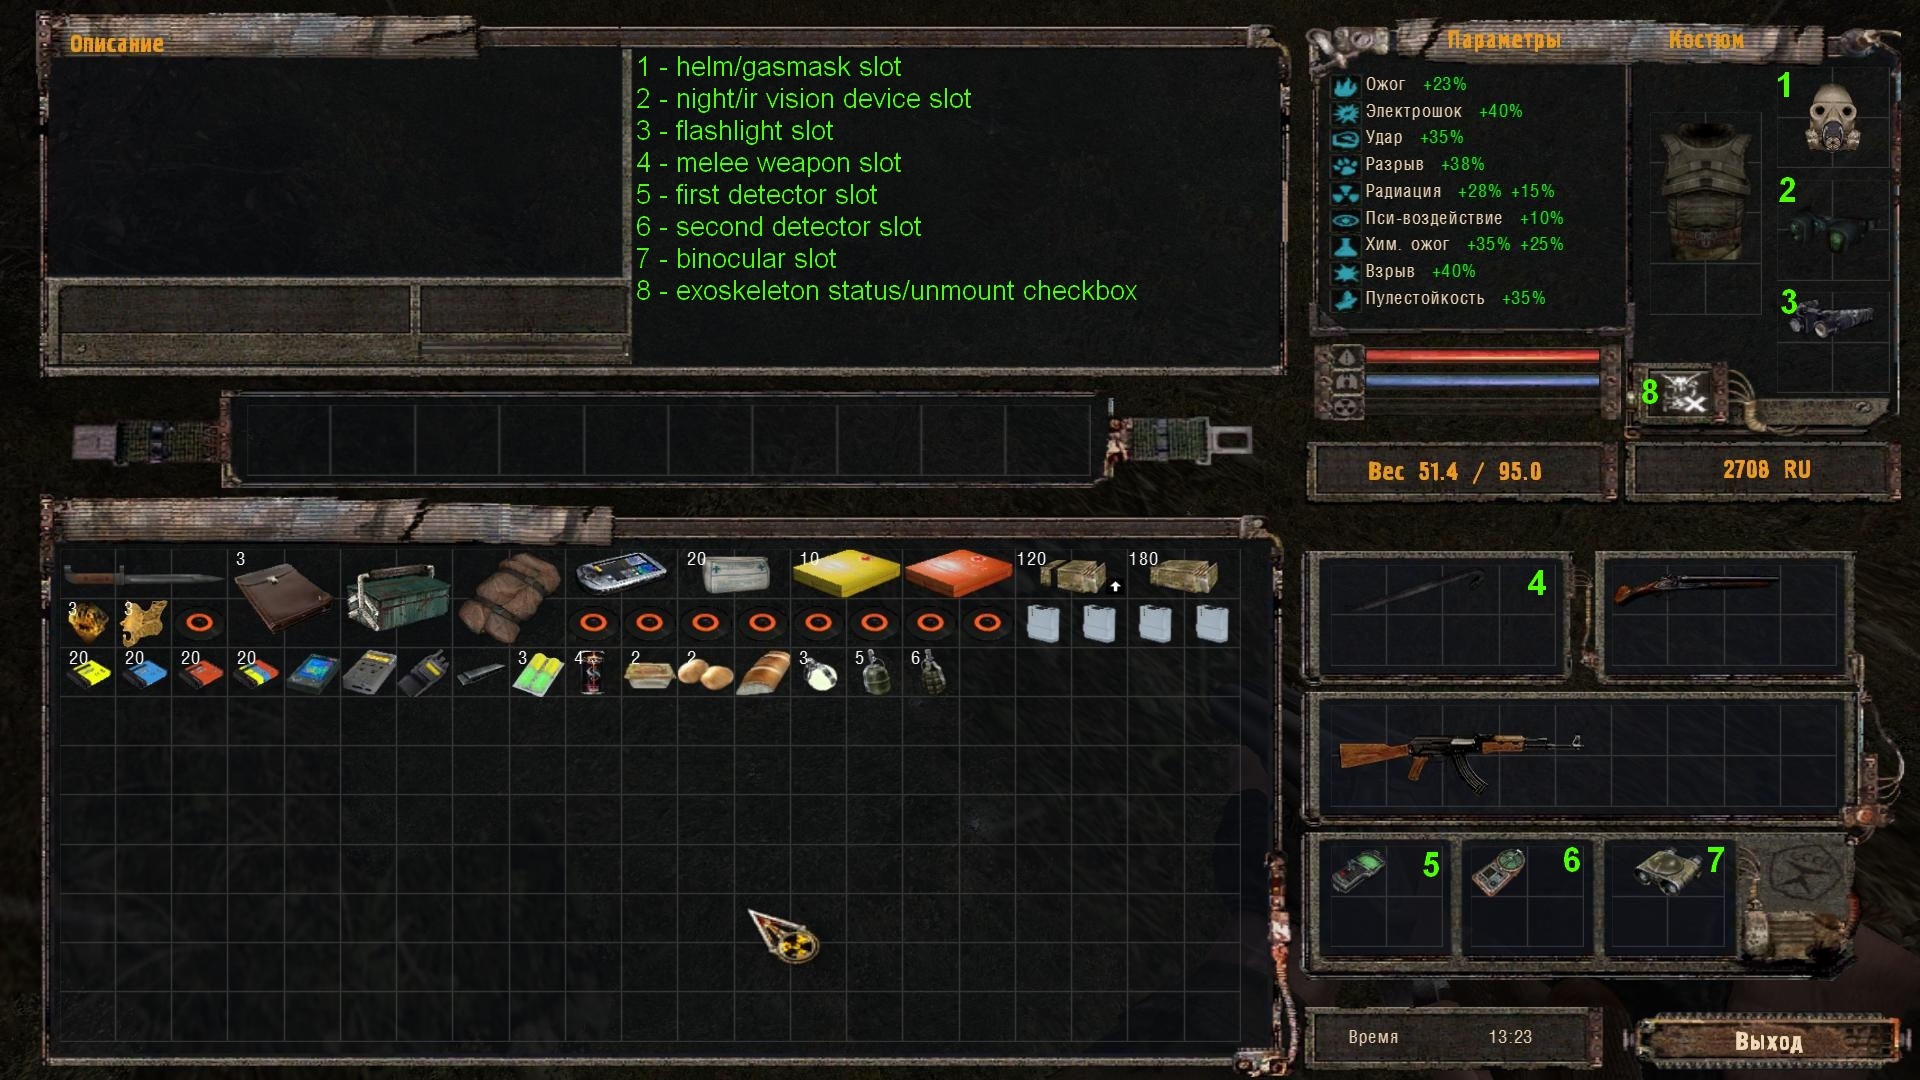 Описание
1 - helm/gasmask slot
2 - night/ir vision device slot
3 - flashlight slot
4 - melee weapon slot
5 - first detector slot
6 - second detector slot
7 - binocular slot
8 - exoskeleton status/unmount checkbox
Параметры Костюм
Ожог +23%
Электрошок +40%
Удар +35%
Разрыв +38%
Радиация +28% +15%
Пси-воздействие +10%
Хим. ожог +35% +25%
Взрыв +40%
Пулестойкость +35%
1
2
3
8
Вес 51.4 / 95.0
2708 RU
3 20 10 120 180
3 3
20 20 20 20 3 4 2 2 3 5 6
4
5 6 7
Время 13:23
Выход